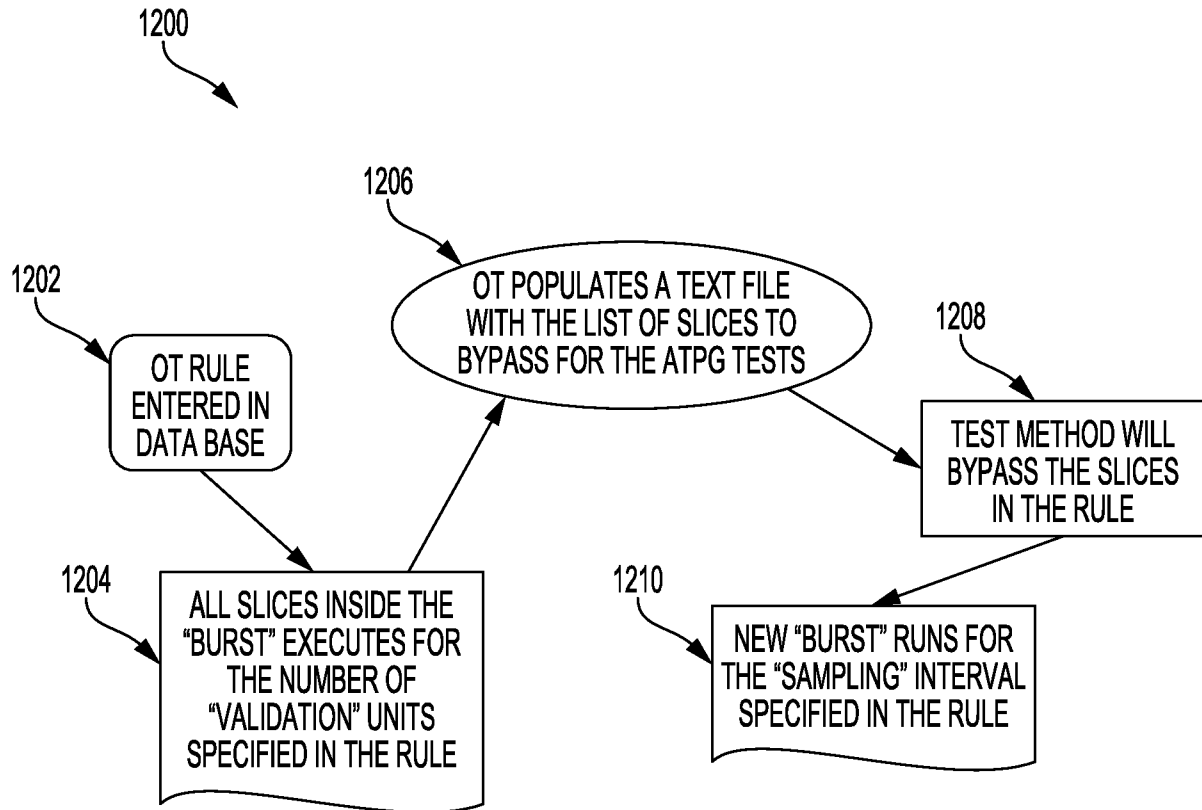 1200
1202
OT RULE
ENTERED IN
DATA BASE
1204
ALL SLICES INSIDE THE
“BURST” EXECUTES FOR
THE NUMBER OF
“VALIDATION” UNITS
SPECIFIED IN THE RULE
1206
OT POPULATES A TEXT FILE
WITH THE LIST OF SLICES TO
BYPASS FOR THE ATPG TESTS
1208
TEST METHOD WILL
BYPASS THE SLICES
IN THE RULE
1210
NEW “BURST” RUNS FOR
THE “SAMPLING” INTERVAL
SPECIFIED IN THE RULE